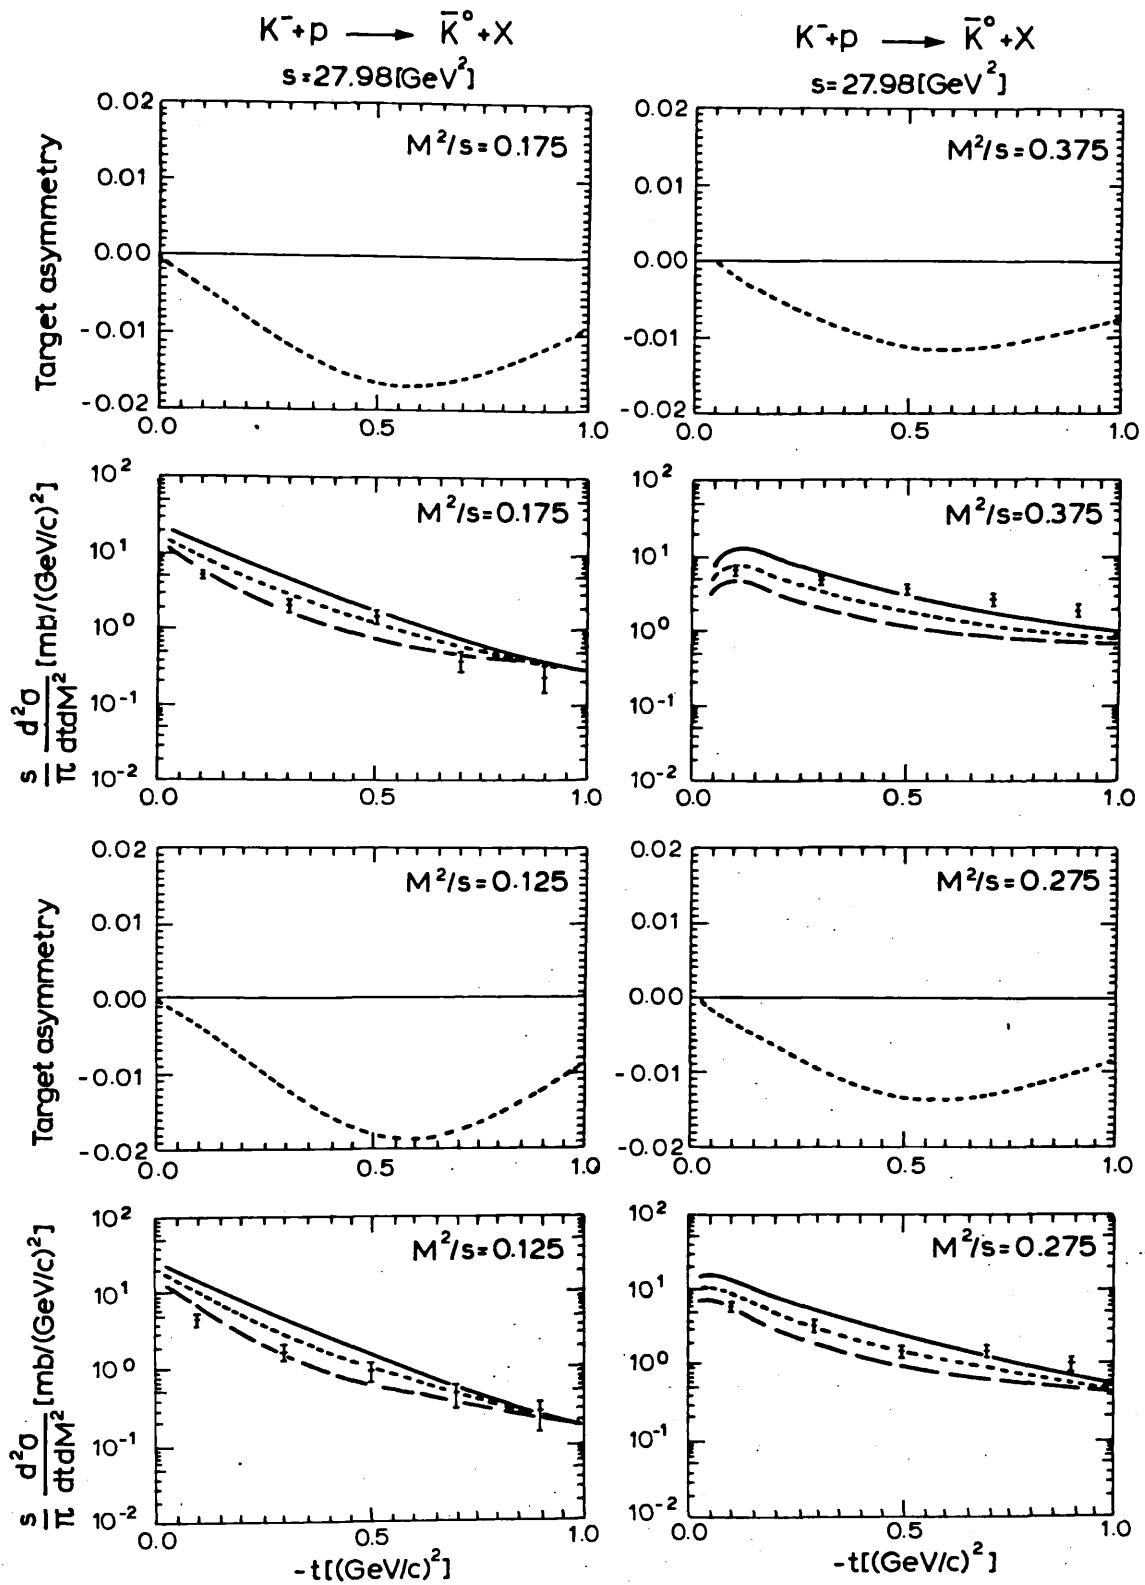 K⁻+p ⟶ K̄⁰+X
s=27.98[GeV²]
M²/s=0.175
Target asymmetry
0.02
0.01
0.00
-0.01
-0.02
0.0 0.5 1.0
K⁻+p ⟶ K̄⁰+X
s=27.98[GeV²]
M²/s=0.375
0.02
0.01
0.00
-0.01
-0.02
0.0 0.5 1.0
M²/s=0.175
s/π d²σ/dtdM² [mb/(GeV/c)²]
10²
10¹
10⁰
10⁻¹
10⁻²
0.0 0.5 1.0
M²/s=0.375
10²
10¹
10⁰
10⁻¹
10⁻²
0.0 0.5 1.0
M²/s=0.125
Target asymmetry
0.02
0.01
0.00
-0.01
-0.02
0.0 0.5 1.0
M²/s=0.275
0.02
0.01
0.00
-0.01
-0.02
0.0 0.5 1.0
M²/s=0.125
s/π d²σ/dtdM² [mb/(GeV/c)²]
10²
10¹
10⁰
10⁻¹
10⁻²
0.0 0.5 1.0
-t[(GeV/c)²]
M²/s=0.275
10²
10¹
10⁰
10⁻¹
10⁻²
0.0 0.5 1.0
-t[(GeV/c)²]